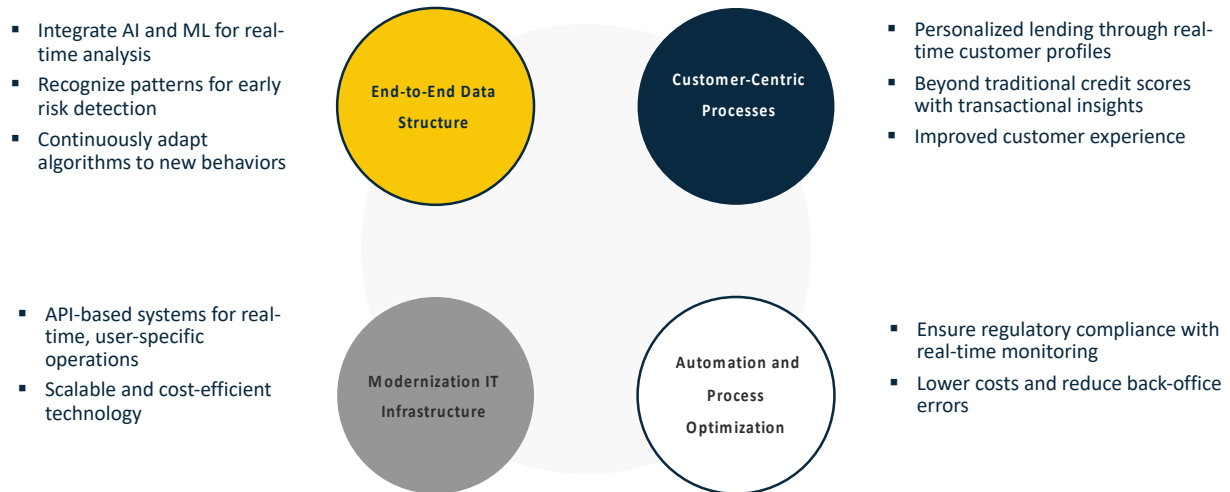 ▪ Integrate AI and ML for real-
time analysis
▪ Recognize patterns for early
risk detection
▪ Continuously adapt
algorithms to new behaviors
End-to-End Data
Structure
Customer-Centric
Processes
▪ Personalized lending through real-
time customer profiles
▪ Beyond traditional credit scores
with transactional insights
▪ Improved customer experience
▪ API-based systems for real-
time, user-specific
operations
▪ Scalable and cost-efficient
technology
Modernization IT
Infrastructure
Automation and
Process
Optimization
▪ Ensure regulatory compliance with
real-time monitoring
▪ Lower costs and reduce back-office
errors